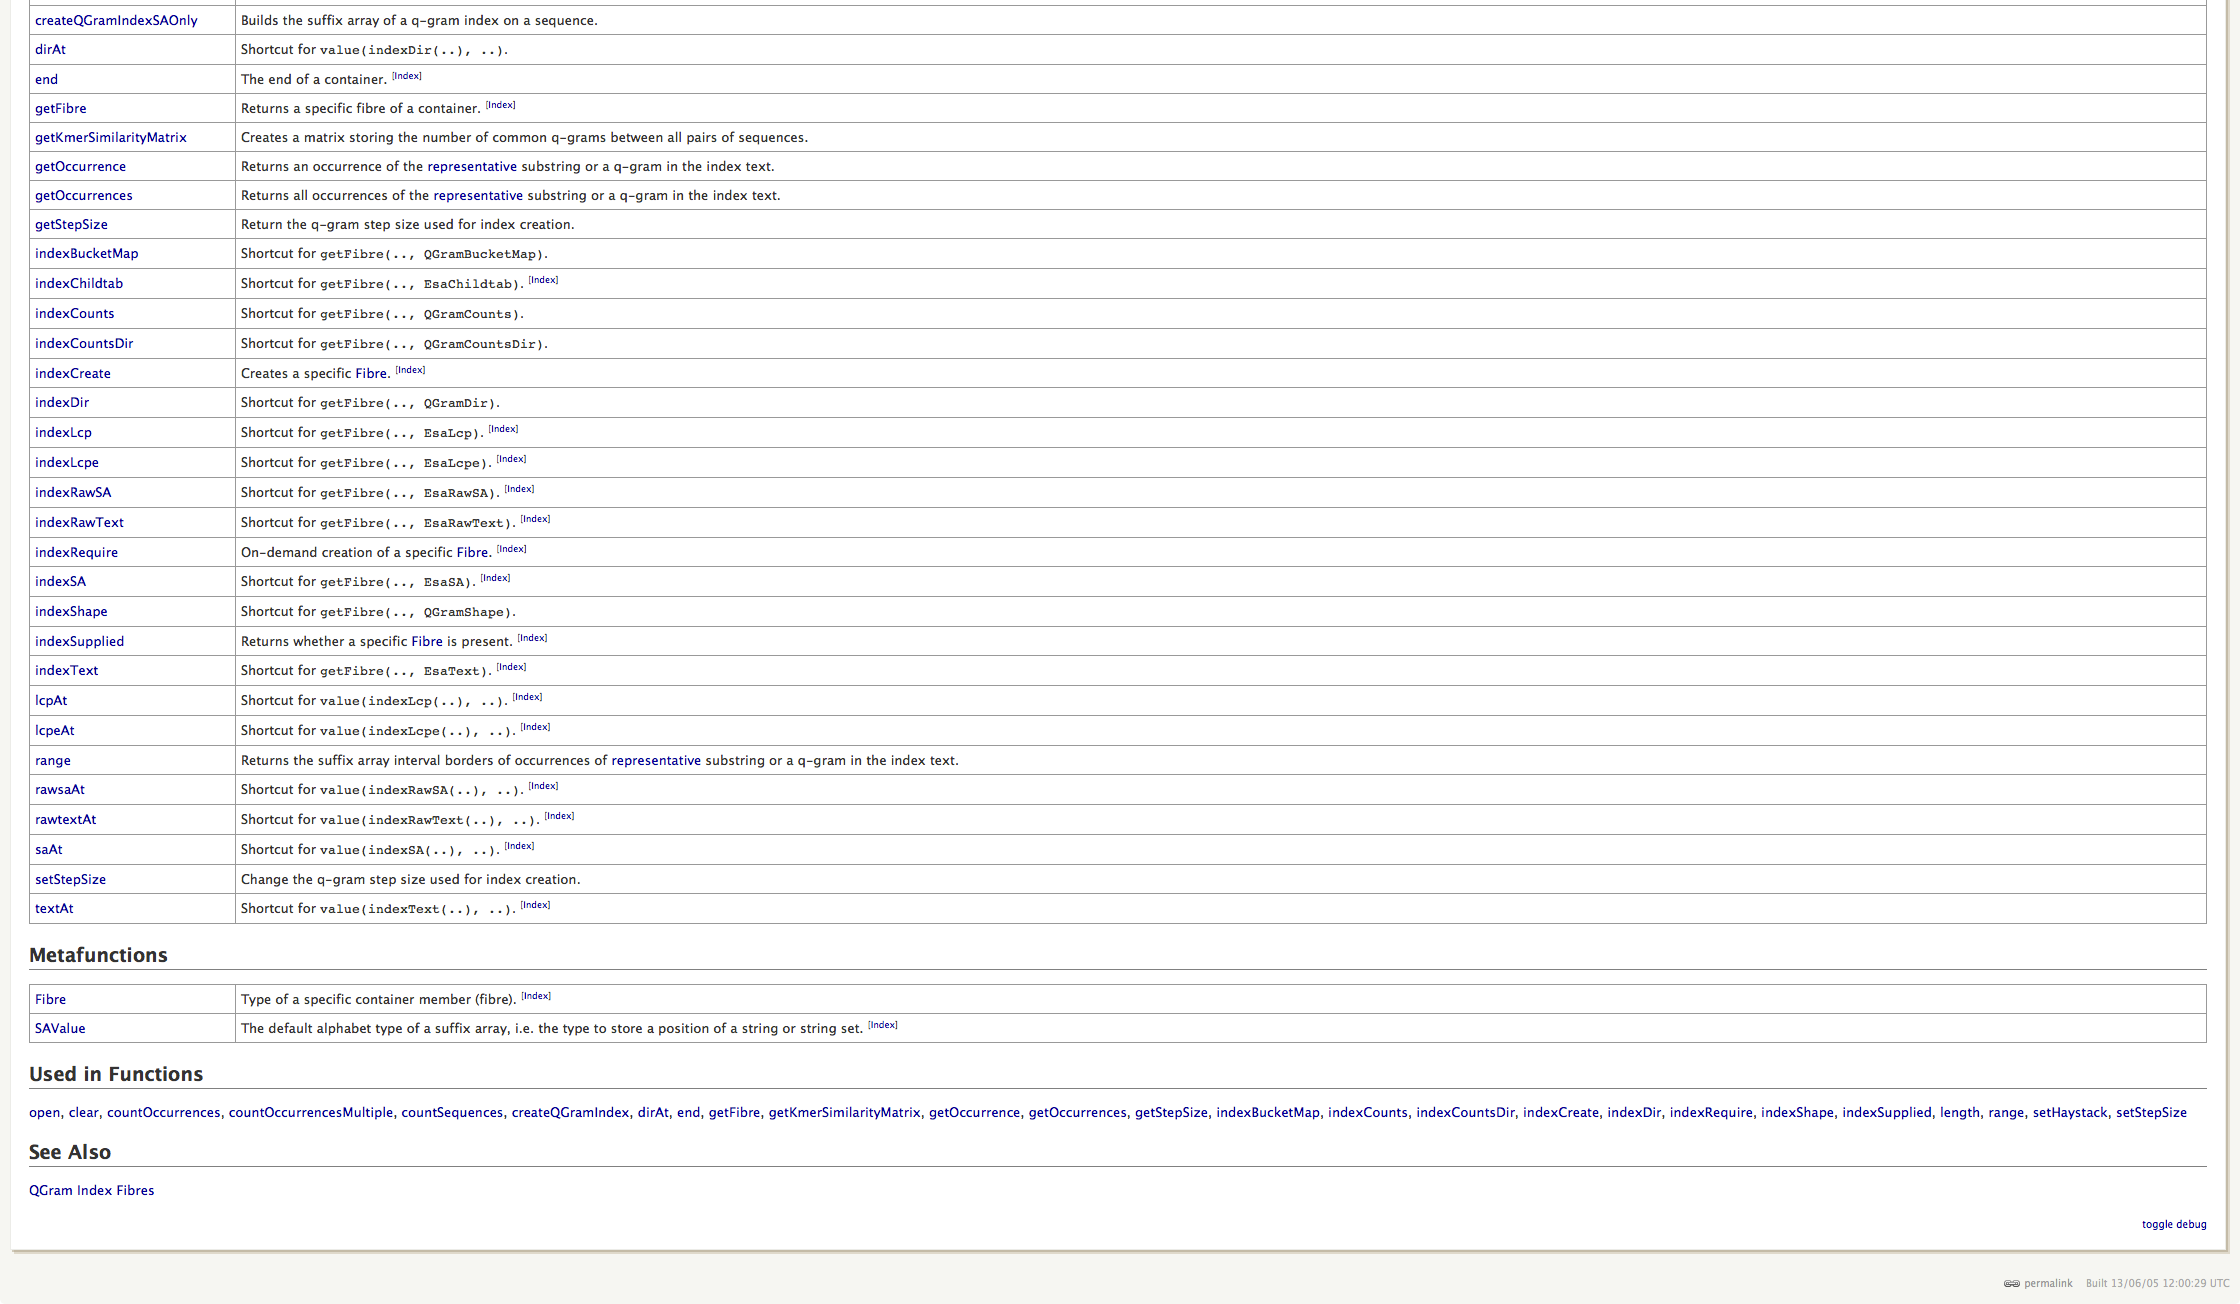 createQGramIndexSAOnly Builds the suffix array of a q-gram index on a sequence.
dirAt Shortcut for value(indexDir(..), ..).
end The end of a container. [Index]
getFibre Returns a specific fibre of a container. [Index]
getKmerSimilarityMatrix Creates a matrix storing the number of common q-grams between all pairs of sequences.
getOccurrence Returns an occurrence of the representative substring or a q-gram in the index text.
getOccurrences Returns all occurrences of the representative substring or a q-gram in the index text.
getStepSize Return the q-gram step size used for index creation.
indexBucketMap Shortcut for getFibre(.., QGramBucketMap).
indexChildtab Shortcut for getFibre(.., EsaChildtab). [Index]
indexCounts Shortcut for getFibre(.., QGramCounts).
indexCountsDir Shortcut for getFibre(.., QGramCountsDir).
indexCreate Creates a specific Fibre. [Index]
indexDir Shortcut for getFibre(.., QGramDir).
indexLcp Shortcut for getFibre(.., EsaLcp). [Index]
indexLcpe Shortcut for getFibre(.., EsaLcpe). [Index]
indexRawSA Shortcut for getFibre(.., EsaRawSA). [Index]
indexRawText Shortcut for getFibre(.., EsaRawText). [Index]
indexRequire On-demand creation of a specific Fibre. [Index]
indexSA Shortcut for getFibre(.., EsaSA). [Index]
indexShape Shortcut for getFibre(.., QGramShape).
indexSupplied Returns whether a specific Fibre is present. [Index]
indexText Shortcut for getFibre(.., EsaText). [Index]
lcpAt Shortcut for value(indexLcp(..), ..). [Index]
lcpeAt Shortcut for value(indexLcpe(..), ..). [Index]
range Returns the suffix array interval borders of occurrences of representative substring or a q-gram in the index text.
rawsaAt Shortcut for value(indexRawSA(..), ..). [Index]
rawtextAt Shortcut for value(indexRawText(..), ..). [Index]
saAt Shortcut for value(indexSA(..), ..). [Index]
setStepSize Change the q-gram step size used for index creation.
textAt Shortcut for value(indexText(..), ..). [Index]
Metafunctions
Fibre Type of a specific container member (fibre). [Index]
SAValue The default alphabet type of a suffix array, i.e. the type to store a position of a string or string set. [Index]
Used in Functions
open, clear, countOccurrences, countOccurrencesMultiple, countSequences, createQGramIndex, dirAt, end, getFibre, getKmerSimilarityMatrix, getOccurrence, getOccurrences, getStepSize, indexBucketMap, indexCounts, indexCountsDir, indexCreate, indexDir, indexRequire, indexShape, indexSupplied, length, range, setHaystack, setStepSize
See Also
QGram Index Fibres
toggle debug
permalink Built 13/06/05 12:00:29 UTC